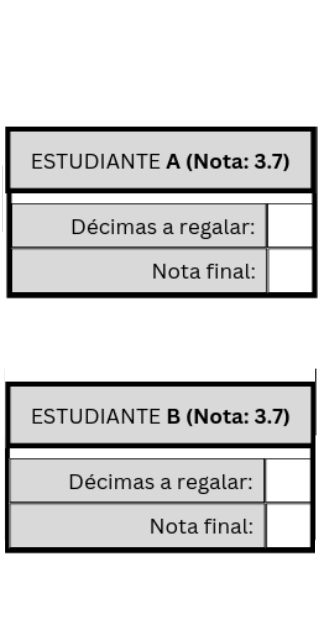 ESTUDIANTE A (Nota: 3.7)
Décimas a regalar:
Nota final:
ESTUDIANTE B (Nota: 3.7)
Décimas a regalar:
Nota final: